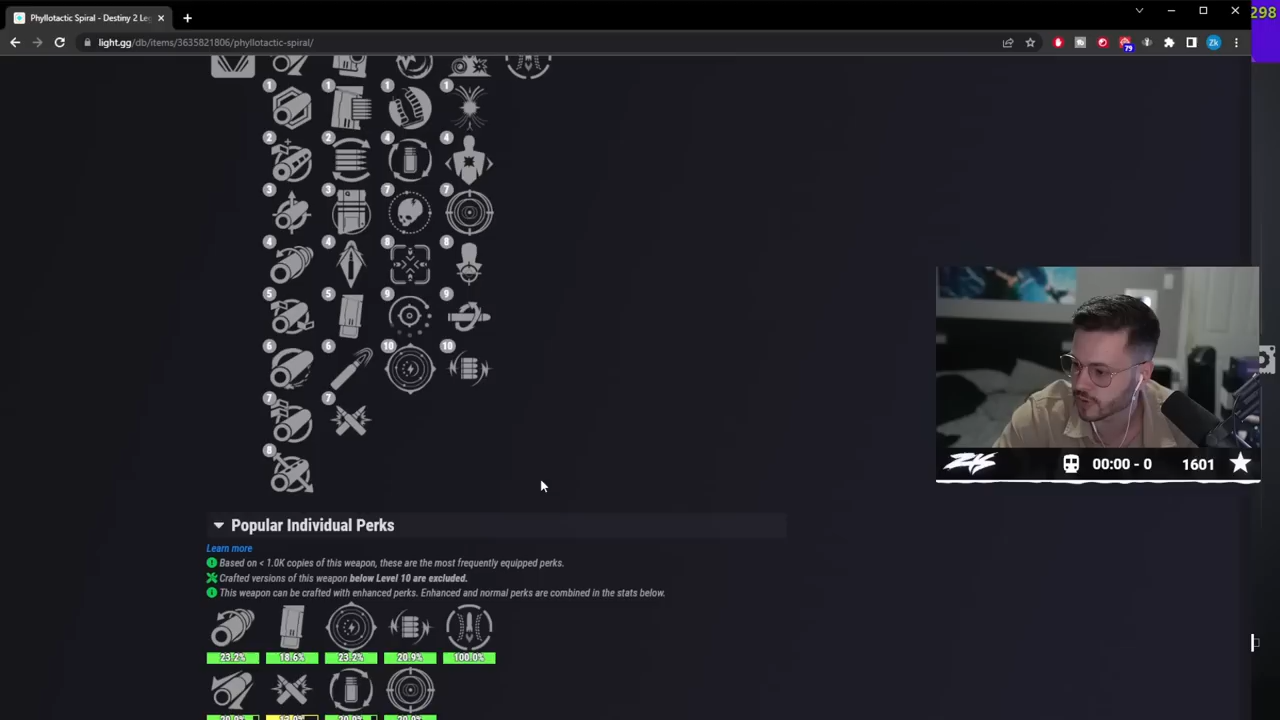 Phyllotactic Spiral - Destiny 2 Leg
298
light.gg/db/items/3635821806/phyllotactic-spiral/
79
Zk
1 1 1 1
2 2 4 4
3 3 7 7
4 4 8 8
5 5 9 9
6 6 10 10
7 7
8
00:00 - 0 1601
Popular Individual Perks
Learn more
Based on < 1.0K copies of this weapon, these are the most frequently equipped perks.
Crafted versions of this weapon below Level 10 are excluded.
This weapon can be crafted with enhanced perks. Enhanced and normal perks are combined in the stats below.
23.2% 18.6% 23.2% 20.9% 100.0%